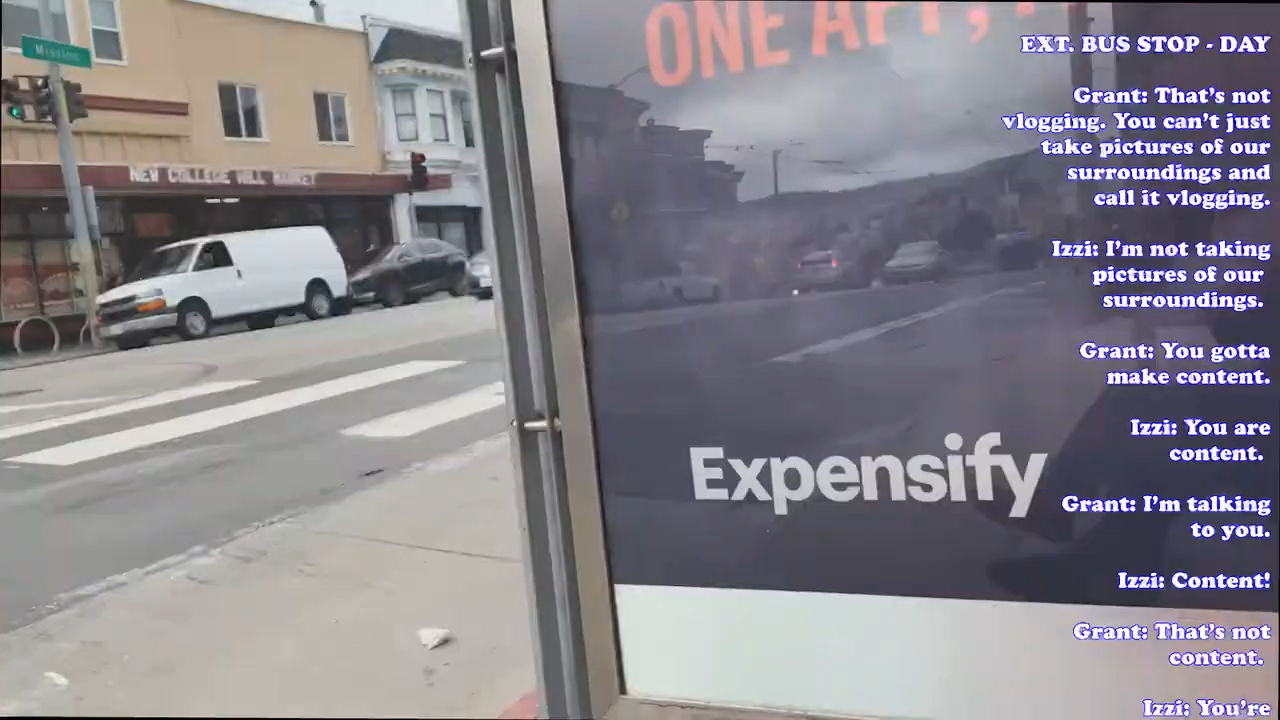 Mission
NEW COLLEGE HILL MARKET
ONE APP,
Expensify
EXT. BUS STOP - DAY
Grant: That's not
vlogging. You can't just
take pictures of our
surroundings and
call it vlogging.
Izzi: I'm not taking
pictures of our
surroundings.
Grant: You gotta
make content.
Izzi: You are
content.
Grant: I'm talking
to you.
Izzi: Content!
Grant: That's not
content.
Izzi: You're